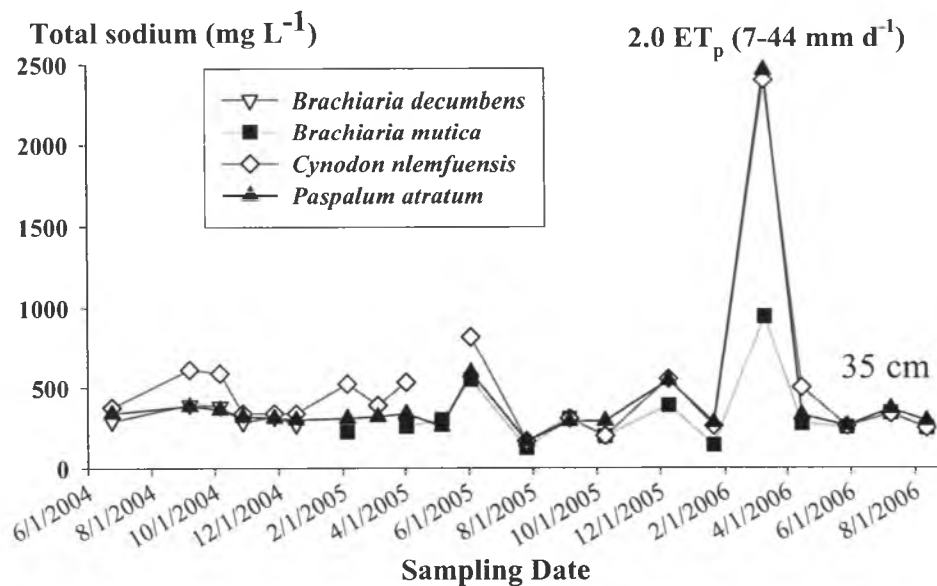 Total sodium (mg L-1)
2.0 ETp (7-44 mm d-1)
2500
2000
1500
1000
500
0
Brachiaria decumbens
Brachiaria mutica
Cynodon nlemfuensis
Paspalum atratum
35 cm
6/1/2004
8/1/2004
10/1/2004
12/1/2004
2/1/2005
4/1/2005
6/1/2005
8/1/2005
10/1/2005
12/1/2005
2/1/2006
4/1/2006
6/1/2006
8/1/2006
Sampling Date